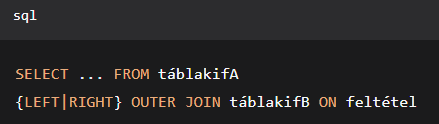 sql
SELECT ... FROM táblakifA
{LEFT|RIGHT} OUTER JOIN táblakifB ON feltétel